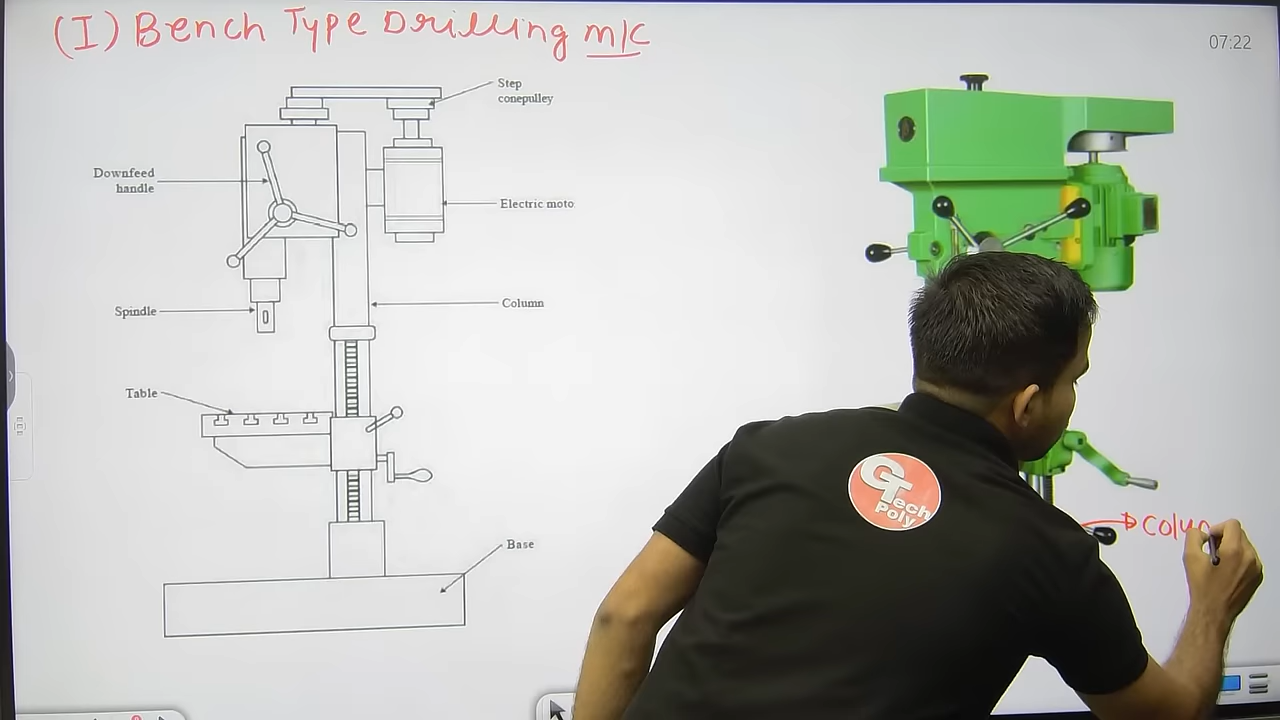 (I) Bench Type Drilling m/c
07:22
Step
conepulley
Downfeed
handle
Electric moto
Spindle
Column
Table
Base
GTech
Poly